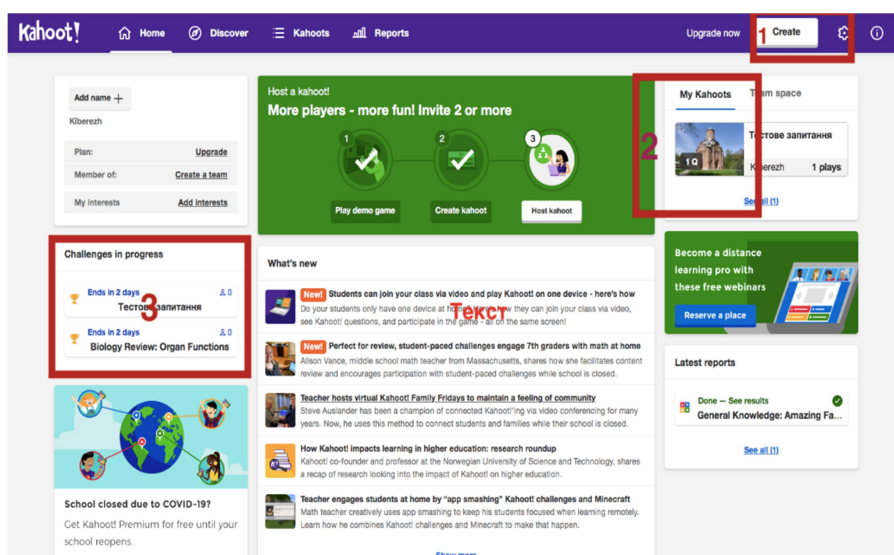 Kahoot!
Home
Discover
Kahoots
Reports
Upgrade now
1
Create
Add name +
Kiberezh
Plan: Upgrade
Member of: Create a team
My interests Add interests
Challenges in progress
3
Ends in 2 days 0
Тестове запитання
Ends in 2 days 0
Biology Review: Organ Functions
School closed due to COVID-19?
Get Kahoot! Premium for free until your
school reopens.
Host a kahoot!
More players - more fun! Invite 2 or more
1
2
3
Play demo game
Create kahoot
Host kahoot
What's new
Текст
New! Students can join your class via video and play Kahoot! on one device - here's how
Do your students only have one device at how they can join your class via video,
see Kahoot! questions, and participate in the game - all on the same screen!
New! Perfect for review, student-paced challenges engage 7th graders with math at home
Alison Vance, middle school math teacher from Massachusetts, shares how she facilitates content
review and encourages participation with student-paced challenges while school is closed.
Teacher hosts virtual Kahoot! Family Fridays to maintain a feeling of community
Steve Auslander has been a champion of connected Kahoot!'ing via video conferencing for many
years. Now, he uses this method to connect students and families while their school is closed.
How Kahoot! impacts learning in higher education: research roundup
Kahoot! co-founder and professor at the Norwegian University of Science and Technology, shares
a recap of research looking into the impact of Kahoot! on higher education.
Teacher engages students at home by "app smashing" Kahoot! challenges and Minecraft
Math teacher creatively uses app smashing to keep his students focused when learning remotely.
Learn how he combines Kahoot! challenges and Minecraft to make that happen.
Show more
2
My Kahoots
Team space
1 Q
Тестове запитання
Kiberezh 1 plays
See all (1)
Become a distance
learning pro with
these free webinars
Reserve a place
Latest reports
Done — See results
General Knowledge: Amazing Fa...
See all (1)